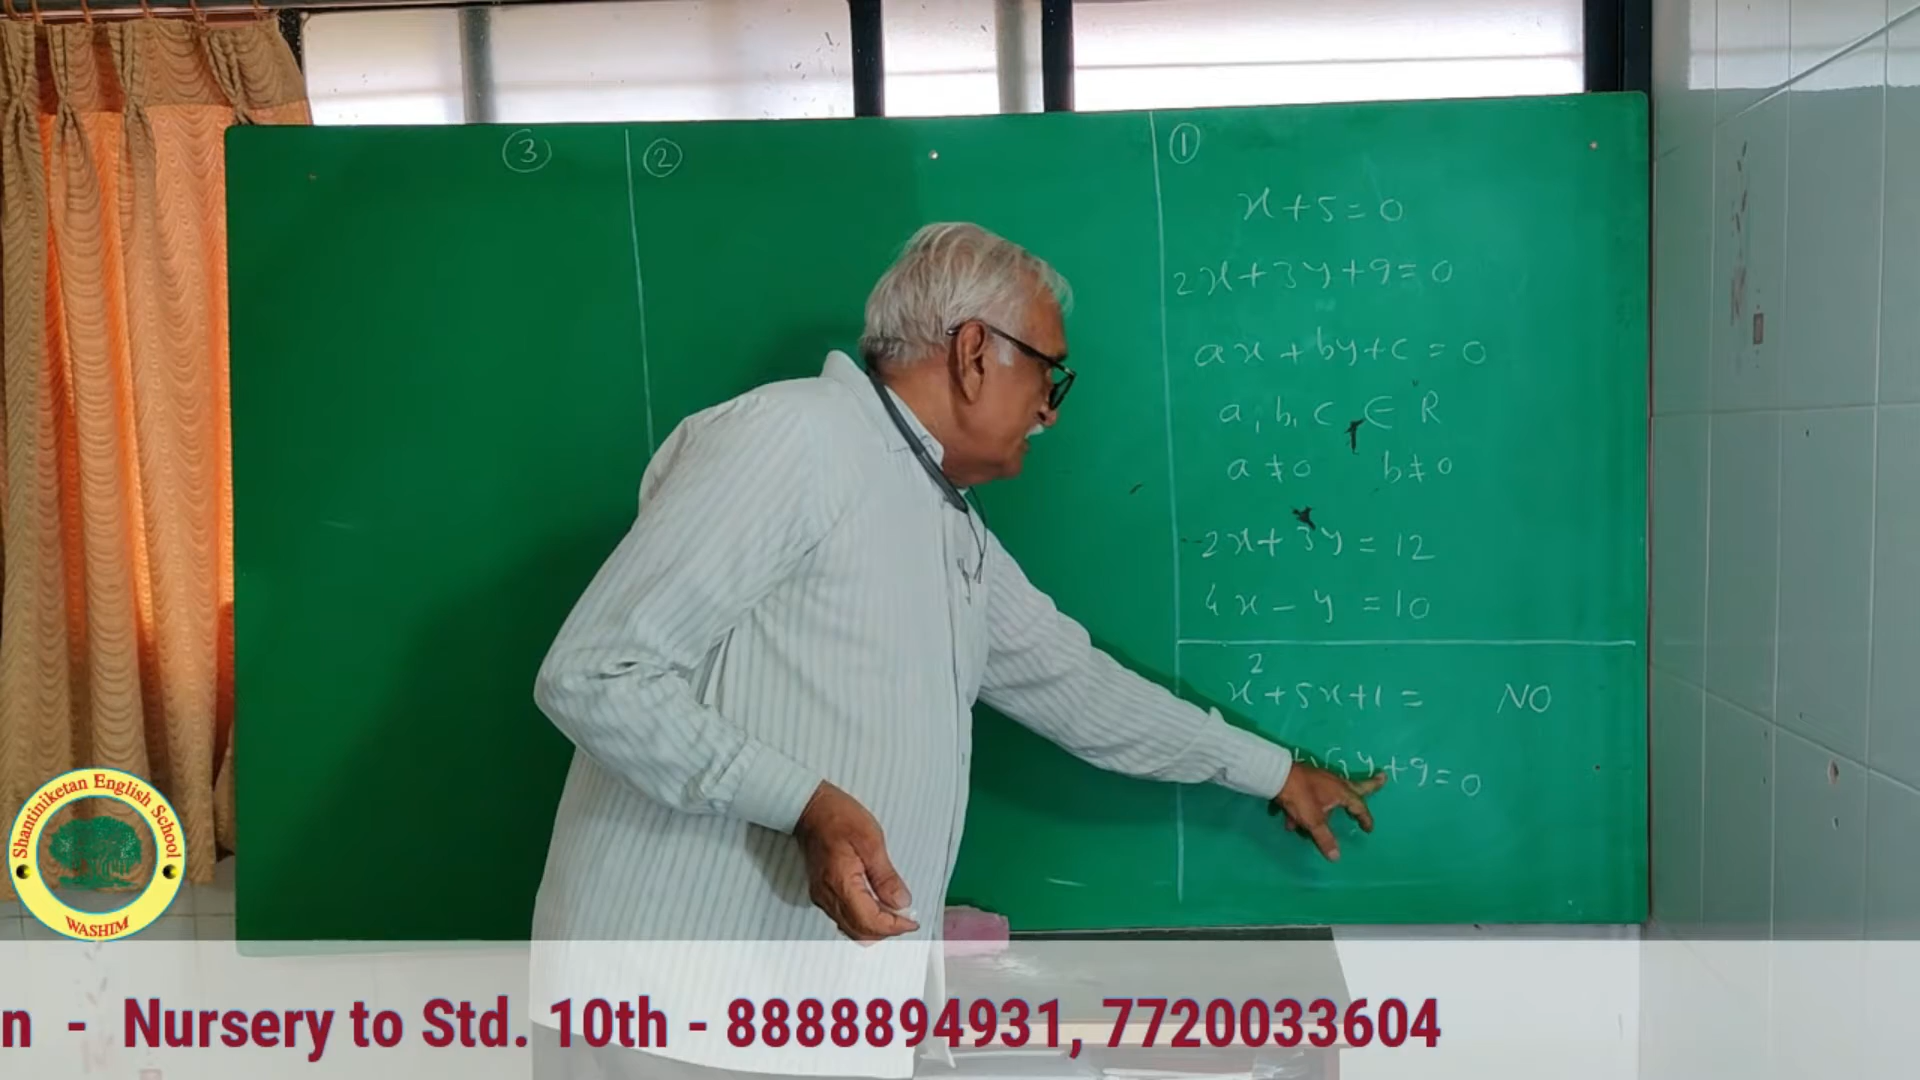 ③
②
①
x+5=0
2x+3y+9=0
ax+by+c=0
a, b, c ∈ R
a≠0 b≠0
2x+3y=12
4x-y=10
x²+5x+1= NO
+9=0
Shantiniketan English School
WASHIM
n - Nursery to Std. 10th - 8888894931, 7720033604